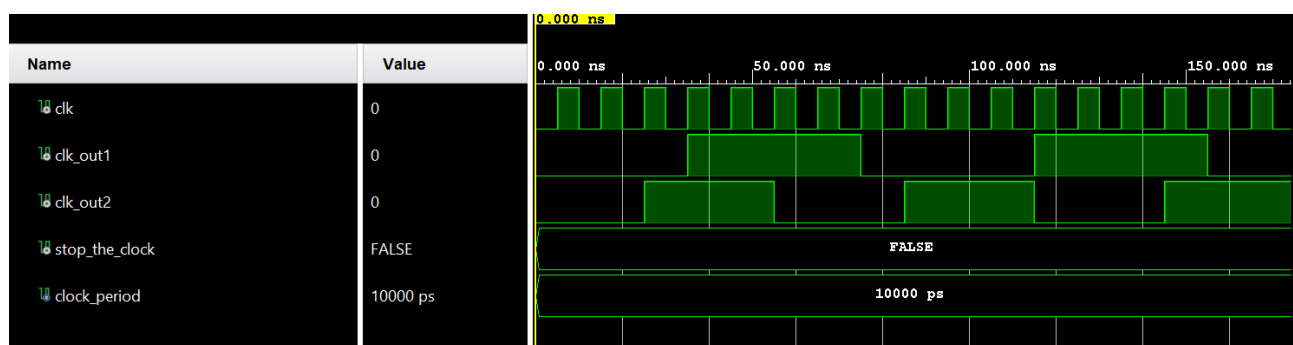 0.000 ns
Name
Value
0.000 ns
50.000 ns
100.000 ns
150.000 ns
clk
0
clk_out1
0
clk_out2
0
stop_the_clock
FALSE
FALSE
clock_period
10000 ps
10000 ps